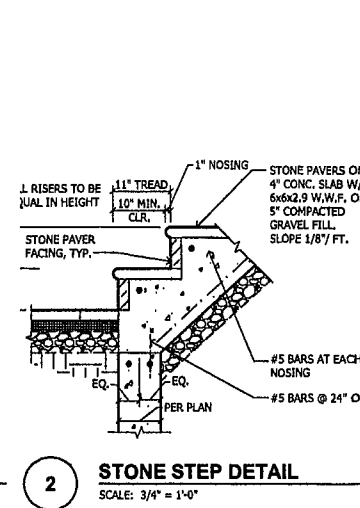 1" NOSING
STONE PAVERS
4" CONC. SLAB
6x6x2.9 W.W.F.
5" COMPACTED
GRAVEL FILL,
SLOPE 1/8"/ FT.
RISERS TO BE
IN HEIGHT
11" TREAD
10" MIN.
CLR.
STONE PAVER
FACING, TYP.
#5 BARS AT EACH
NOSING
#5 BARS @ 24"
EQ.
EQ.
PER PLAN
2
STONE STEP DETAIL
SCALE: 3/4" = 1'-0"